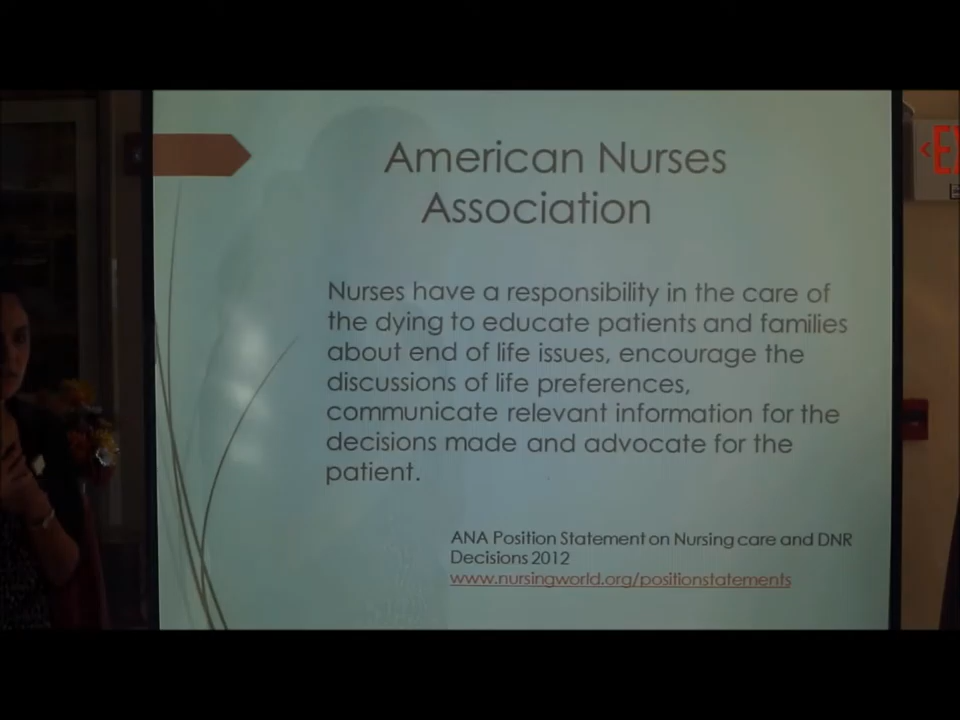 American Nurses
Association
Nurses have a responsibility in the care of
the dying to educate patients and families
about end of life issues, encourage the
discussions of life preferences,
communicate relevant information for the
decisions made and advocate for the
patient.
ANA Position Statement on Nursing care and DNR
Decisions 2012
www.nursingworld.org/positionstatements